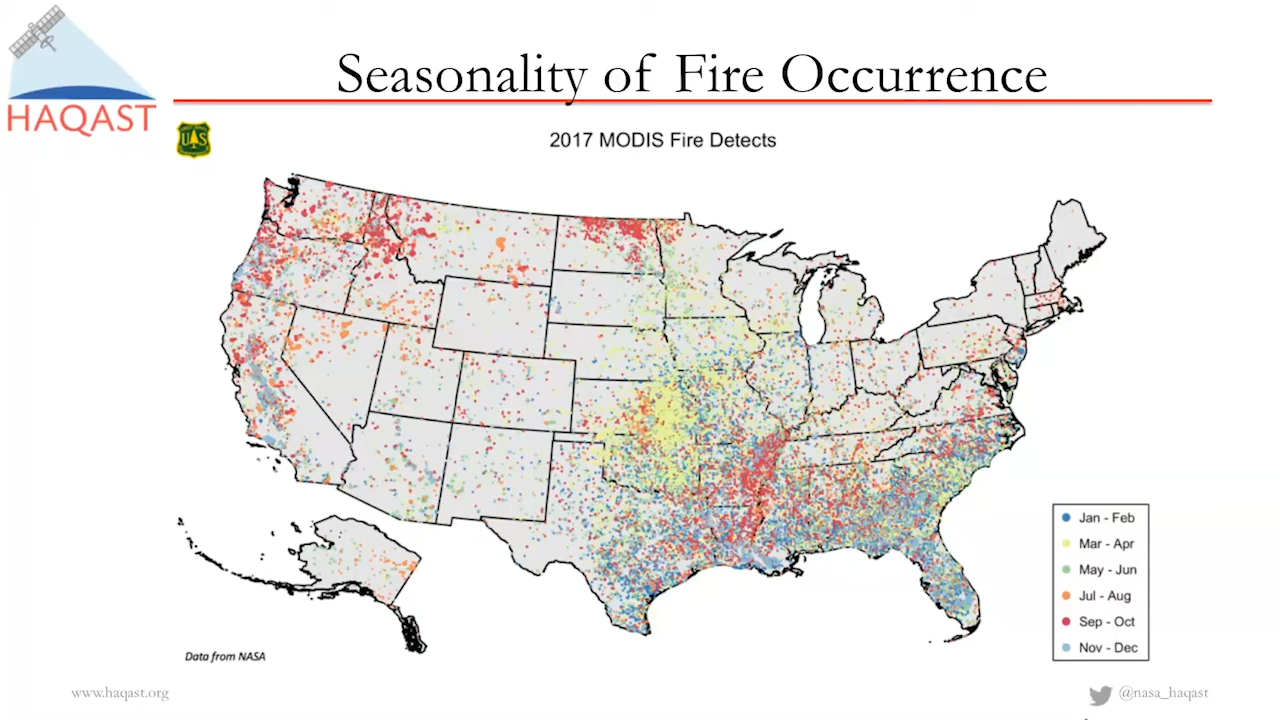 HAQAST
Seasonality of Fire Occurrence
US
2017 MODIS Fire Detects
Jan - Feb
Mar - Apr
May - Jun
Jul - Aug
Sep - Oct
Nov - Dec
Data from NASA
www.haqast.org
@nasa_haqast